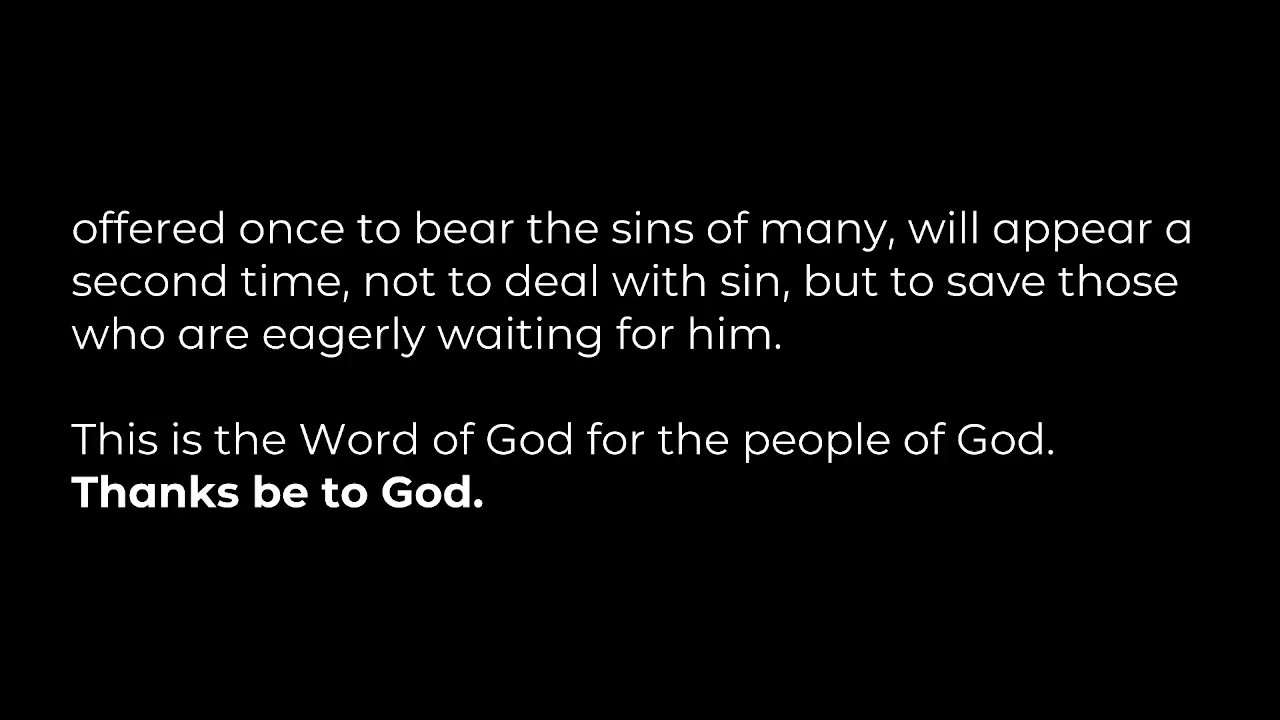 offered once to bear the sins of many, will appear a
second time, not to deal with sin, but to save those
who are eagerly waiting for him.
This is the Word of God for the people of God.
Thanks be to God.